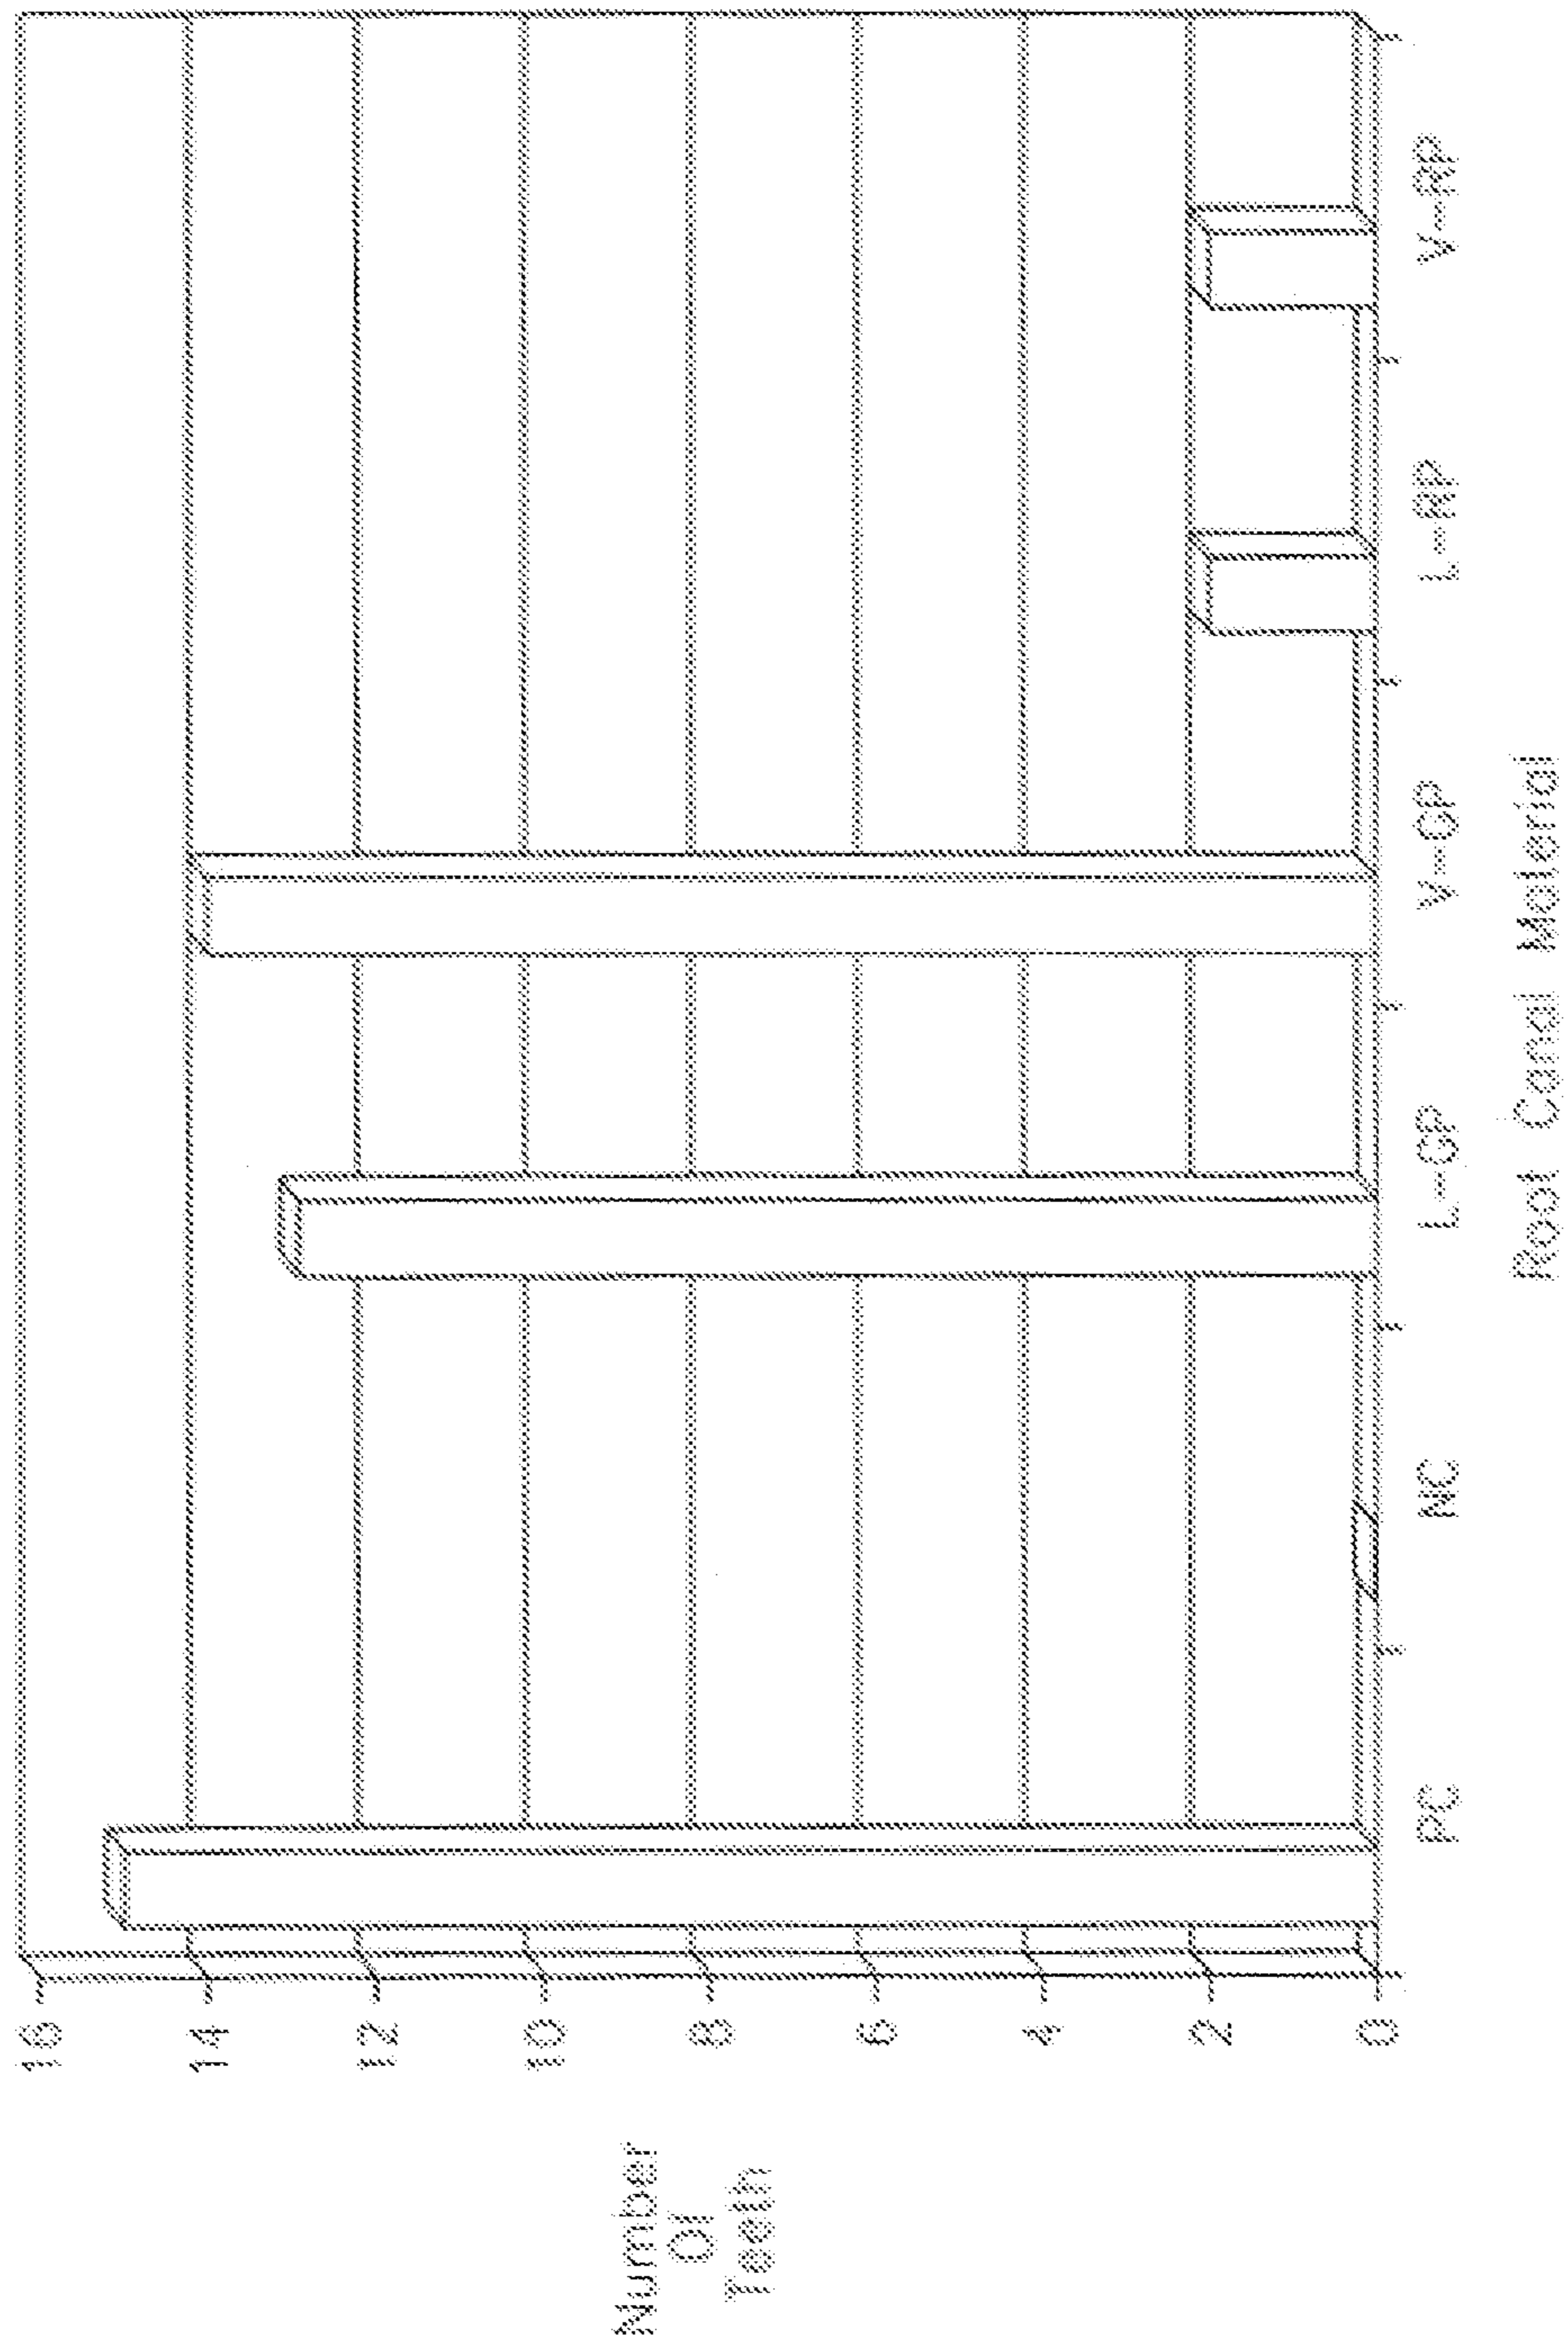 Number
Of
Teeth
16
14
12
10
8
6
4
2
0
PC
NC
L-GP
V-GP
L-RP
V-RP
Root Canal Material